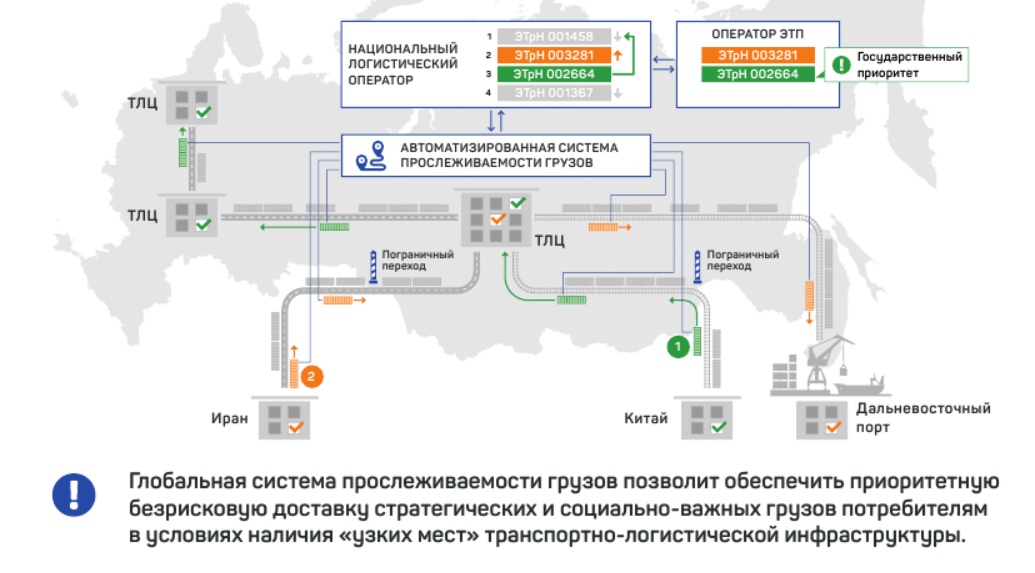 НАЦИОНАЛЬНЫЙ
ЛОГИСТИЧЕСКИЙ
ОПЕРАТОР
1 ЭТрН 001458
2 ЭТрН 003281
3 ЭТрН 002664
4 ЭТрН 001367
ОПЕРАТОР ЭТП
ЭТрН 003281
ЭТрН 002664
Государственный
приоритет
АВТОМАТИЗИРОВАННАЯ СИСТЕМА
ПРОСЛЕЖИВАЕМОСТИ ГРУЗОВ
ТЛЦ
ТЛЦ
ТЛЦ
Пограничный
переход
Пограничный
переход
1
2
Иран
Китай
Дальневосточный
порт
Глобальная система прослеживаемости грузов позволит обеспечить приоритетную
безрисковую доставку стратегических и социально-важных грузов потребителям
в условиях наличия «узких мест» транспортно-логистической инфраструктуры.